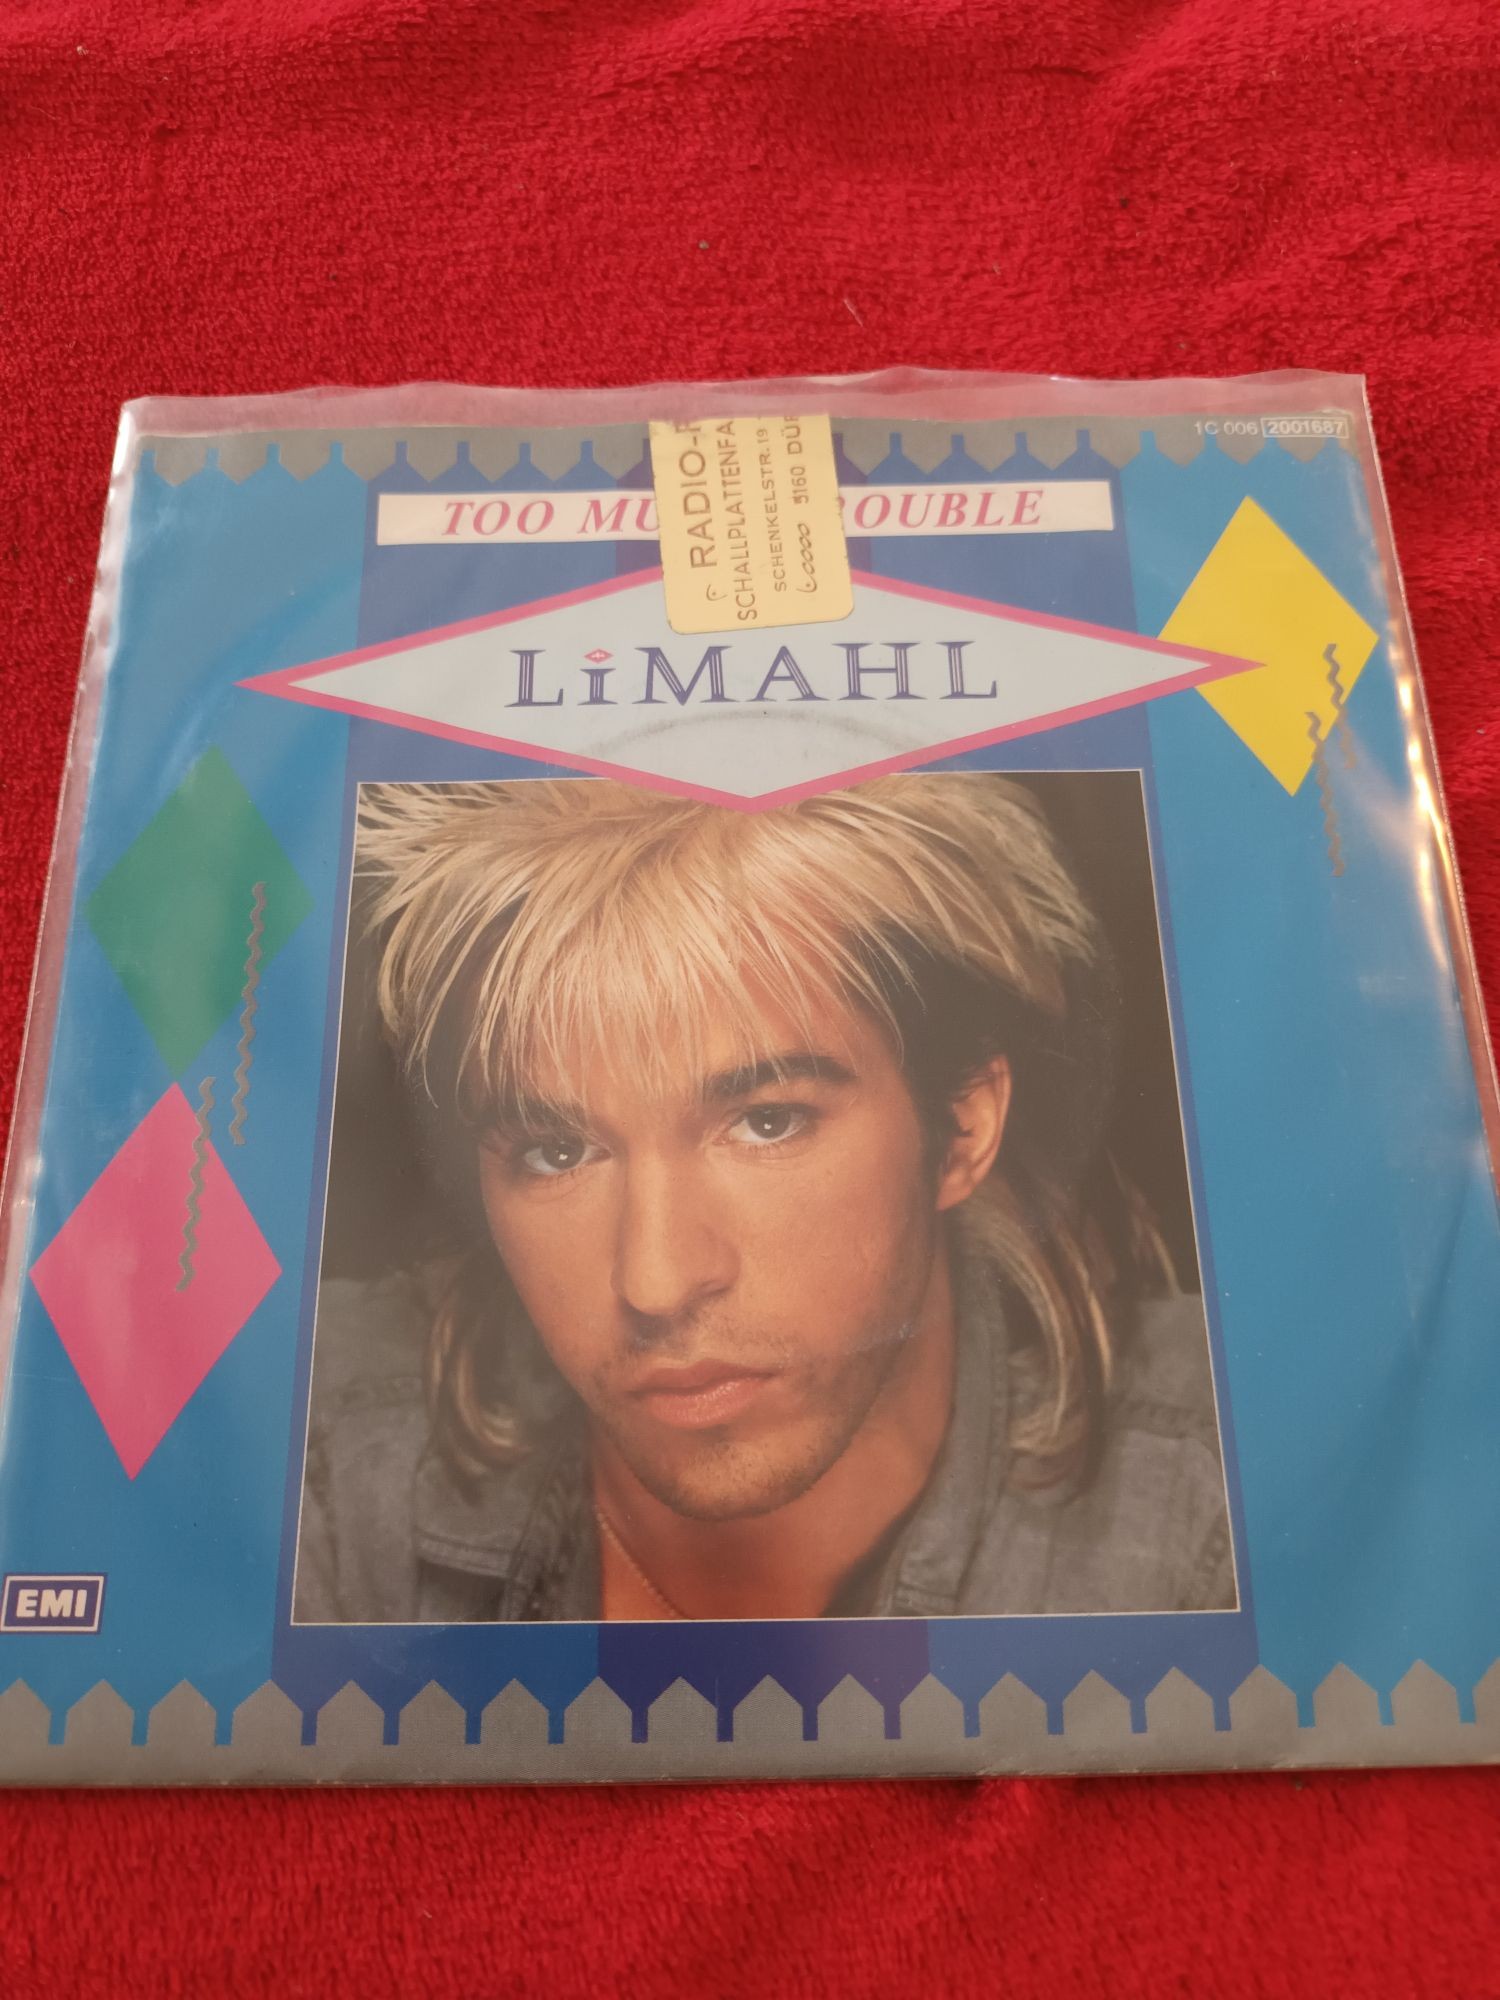 1C 006 2001687
TOO MU ROUBLE
RADIO-
SCHALLPLATTENFA
SCHENKELSTR. 19
5160 DÜ
LiMAHL
EMI